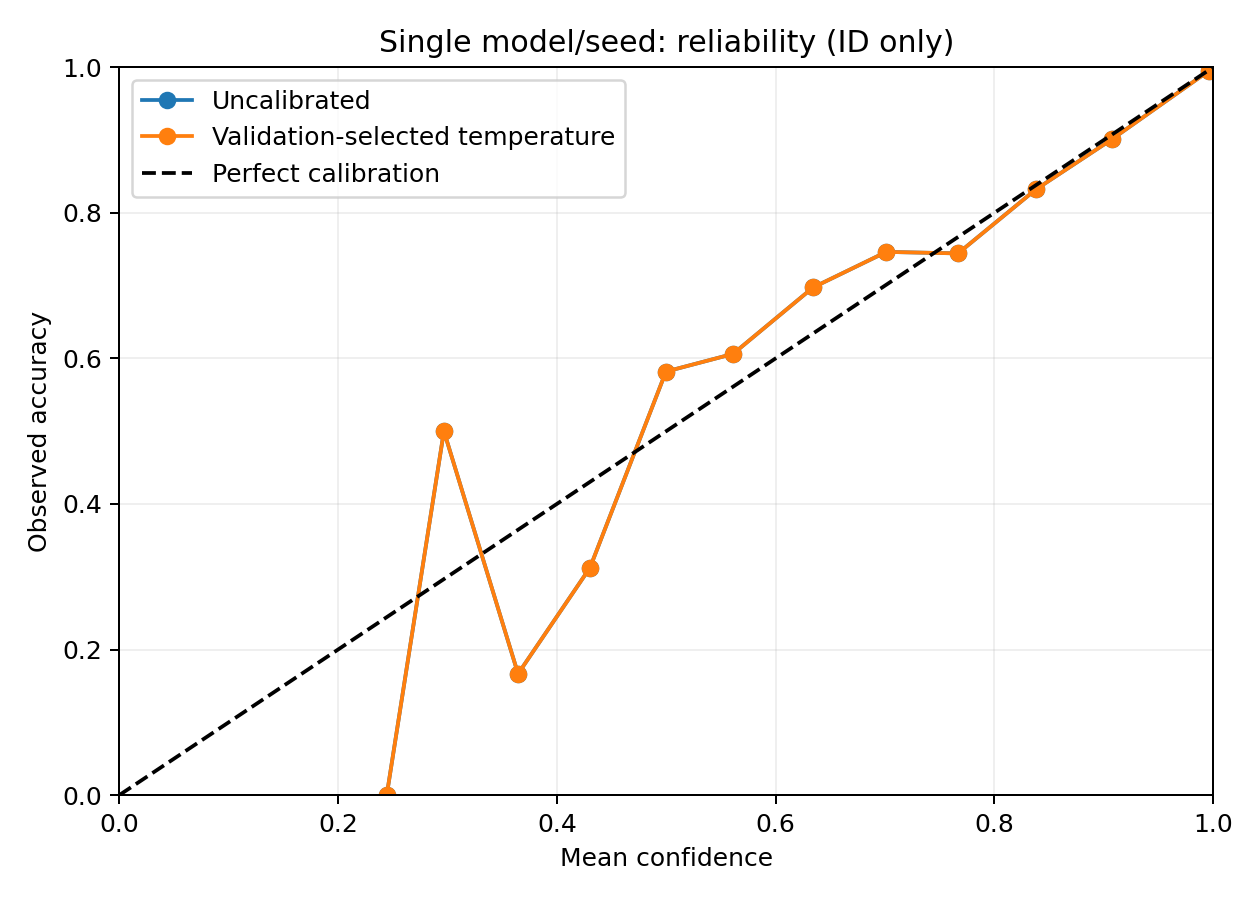 Single model/seed: reliability (ID only)
1.0
Uncalibrated
Validation-selected temperature
Perfect calibration
0.8
0.6
Observed accuracy
0.4
0.2
0.0
0.0 0.2 0.4 0.6 0.8 1.0
Mean confidence